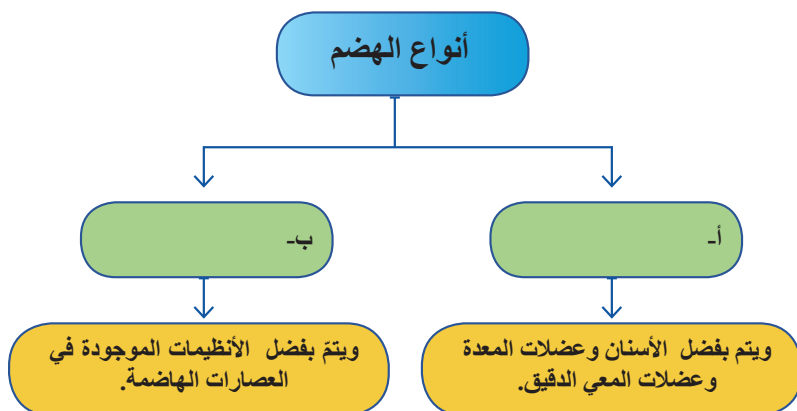 أنواع الهضم
أ-
ب-
ويتم بفضل الأسنان وعضلات المعدة
وعضلات المعي الدقيق.
ويتمّ بفضل الأنظيمات الموجودة في
العصارات الهاضمة.